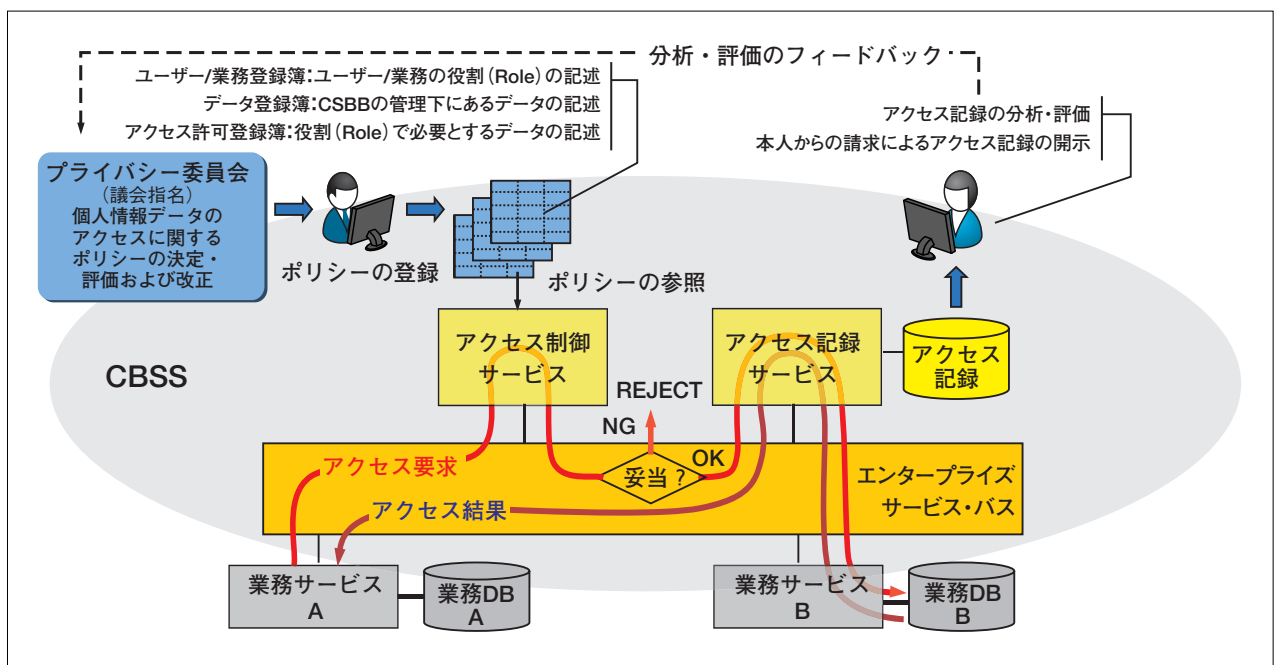 分析・評価のフィードバック
ユーザー/業務登録簿：ユーザー/業務の役割（Role）の記述
データ登録簿：CSBBの管理下にあるデータの記述
アクセス許可登録簿：役割（Role）で必要とするデータの記述
アクセス記録の分析・評価
本人からの請求によるアクセス記録の開示
プライバシー委員会
（議会指名）
個人情報データの
アクセスに関する
ポリシーの決定・
評価および改正
ポリシーの登録
ポリシーの参照
アクセス制御
サービス
アクセス記録
サービス
アクセス
記録
CBSS
REJECT
NG
OK
アクセス要求
妥当？
エンタープライズ
サービス・バス
アクセス結果
業務サービス
A
業務DB
A
業務サービス
B
業務DB
B